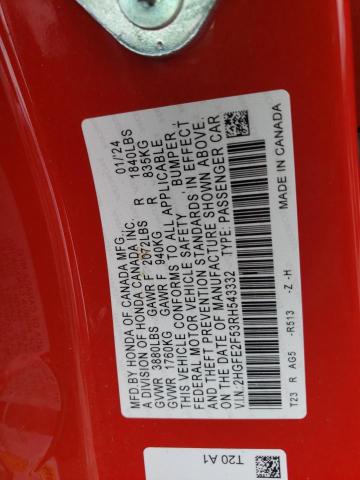 MFD BY HONDA OF CANADA MFG. 01/24
A DIVISION OF HONDA CANADA INC.
GVWR 3880LBS GAWR F 2072LBS R 1840LBS
GVWR 1760KG GAWR F 940KG R 835KG
THIS VEHICLE CONFORMS TO ALL APPLICABLE
FEDERAL MOTOR VEHICLE SAFETY BUMPER,
AND THEFT PREVENTION STANDARDS IN EFFECT
ON THE DATE OF MANUFACTURE SHOWN ABOVE.
V.I.N. 2HGFE2F53RH543332 TYPE: PASSENGER CAR
MADE IN CANADA
T23 R AG5 -R513 -Z -H
T20 A1